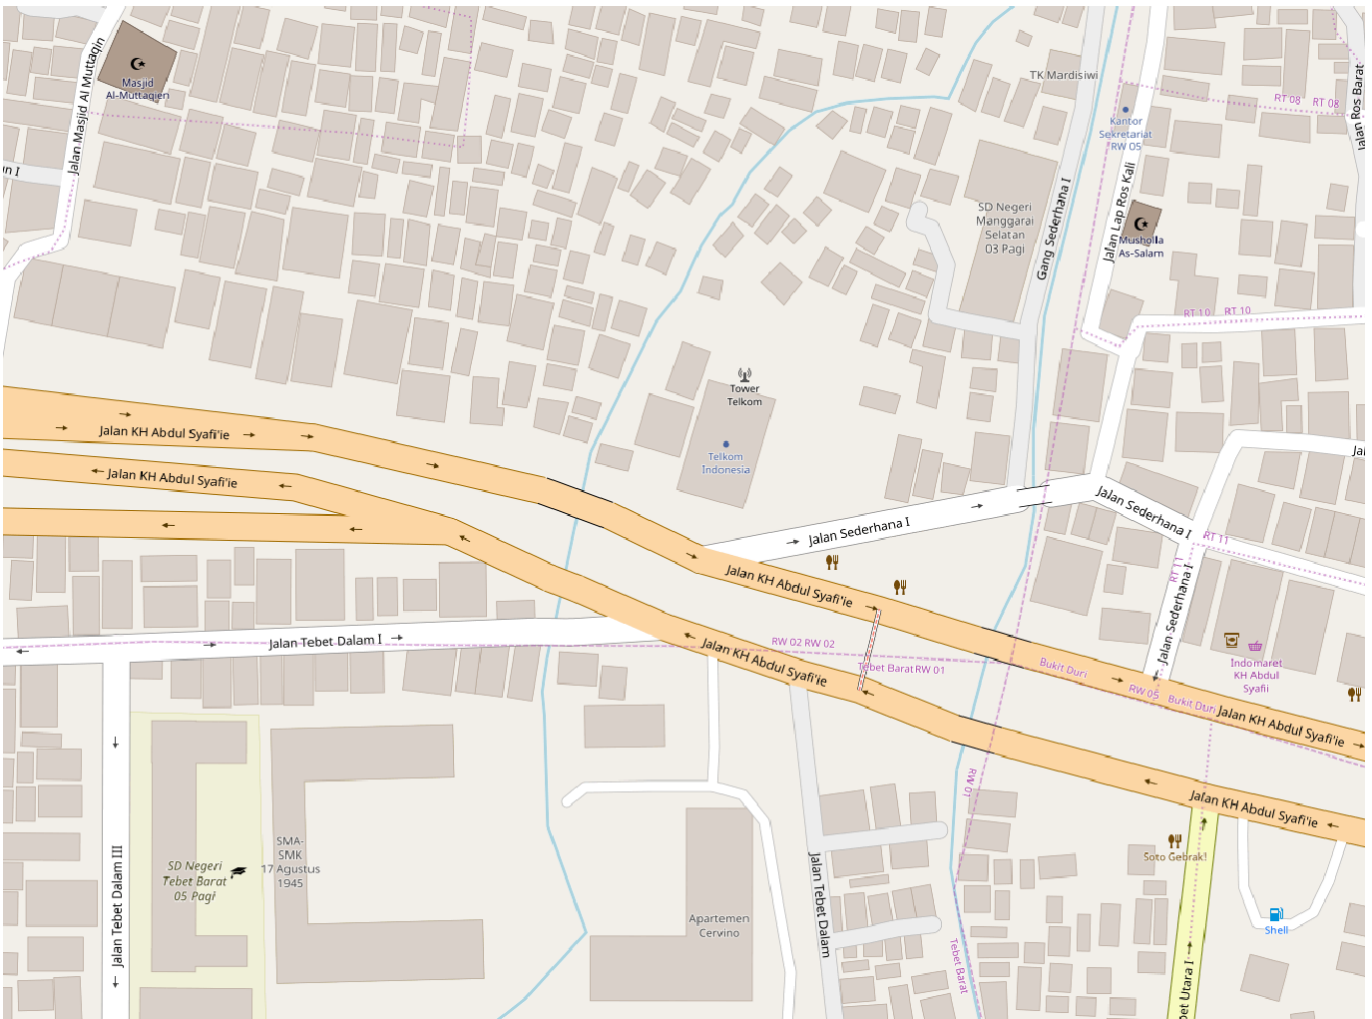 Masjid
Al-Muttaqien
Jalan Masjid Al Muttaqin
an I
TK Mardisiwi
RT 08 RT 08
Jalan Ros Barat
Kantor
Sekretariat
RW 05
Jalan Lap Ros Kali
SD Negeri
Manggarai
Selatan
03 Pagi
Gang Sederhana I
Musholla
As-Salam
RT 10 RT 10
Tower
Telkom
Telkom
Indonesia
Jalan KH Abdul Syafi'ie
Jalan KH Abdul Syafi'ie
Jalan Sederhana I
Jalan Sederhana I
RT 11
RT 11
Jalan Sederhana I
Jalan KH Abdul Syafi'ie
Jalan Tebet Dalam I
RW 02 RW 02
Jalan KH Abdul Syafi'ie
Tebet Barat RW 01
Bukit Duri
RW 05
Bukit Duri
Indomaret
KH Abdul
Syafii
Jalan KH Abdul Syafi'ie
Jalan KH Abdul Syafi'ie
RW 01
Soto Gebrak!
SMA-
SMK
17 Agustus
1945
SD Negeri
Tebet Barat
05 Pagi
Jalan Tebet Dalam III
Jalan Tebet Dalam
Apartemen
Cervino
Tebet Barat
Shell
bet Utara I